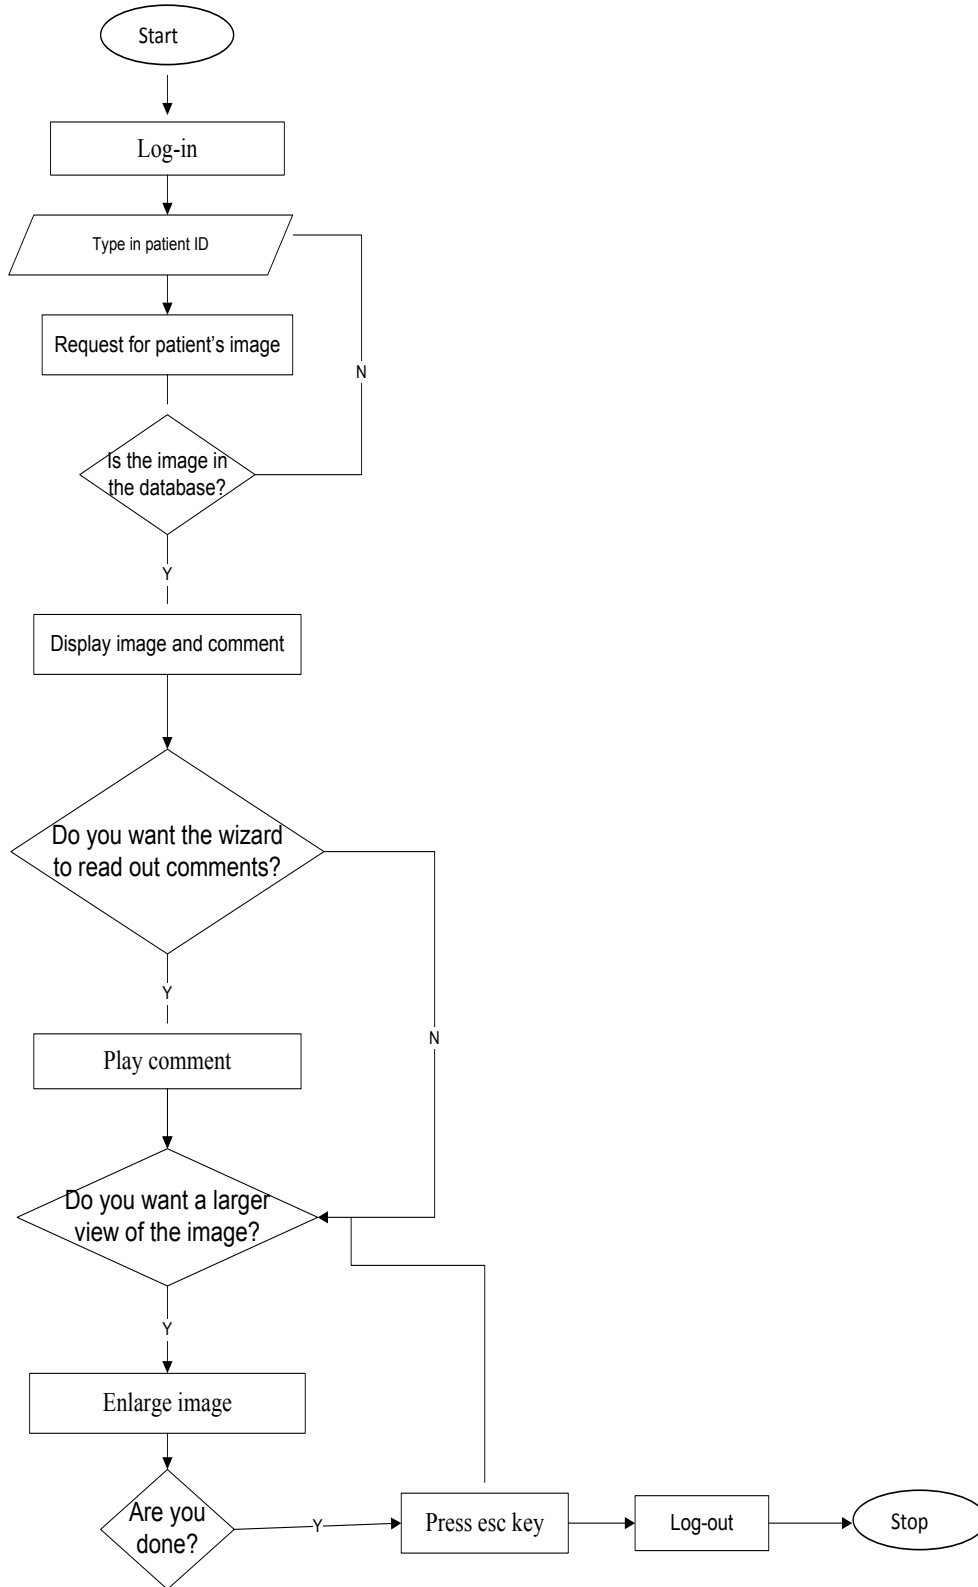 Start
Log-in
Type in patient ID
Request for patient's image
N
Is the image in
the database?
Y
Display image and comment
Do you want the wizard
to read out comments?
Y
N
Play comment
Do you want a larger
view of the image?
Y
Enlarge image
Are you
done?
Y
Press esc key
Log-out
Stop